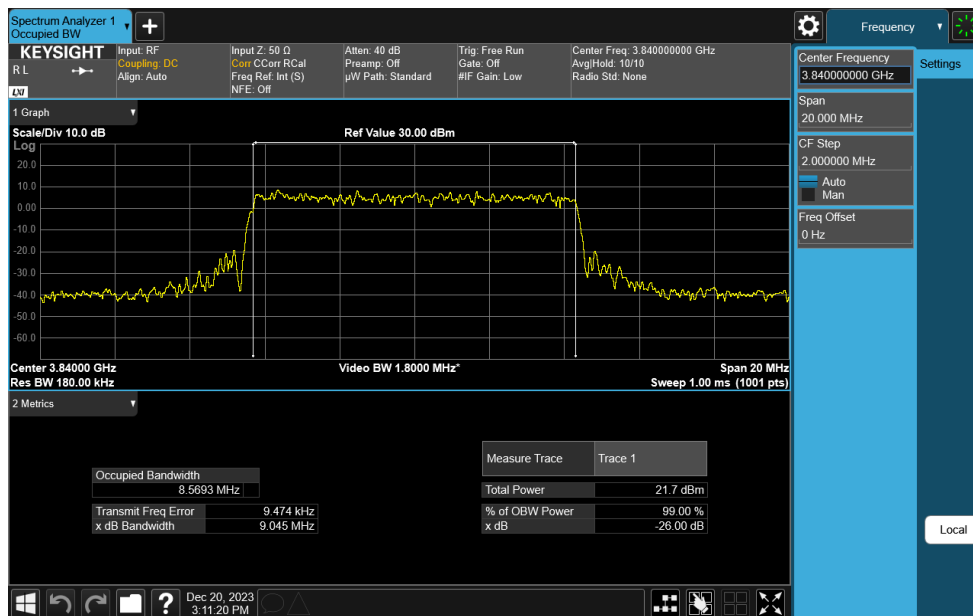 Spectrum Analyzer 1
Occupied BW
+
Frequency
KEYSIGHT
R L
LXI
Input: RF
Coupling: DC
Align: Auto
Input Z: 50 Ω
Corr CCorr RCal
Freq Ref: Int (S)
NFE: Off
Atten: 40 dB
Preamp: Off
µW Path: Standard
Trig: Free Run
Gate: Off
#IF Gain: Low
Center Freq: 3.840000000 GHz
Avg|Hold: 10/10
Radio Std: None
Center Frequency
3.840000000 GHz
Settings
Span
20.000 MHz
CF Step
2.000000 MHz
Auto
Man
Freq Offset
0 Hz
Local
1 Graph
Scale/Div 10.0 dB
Ref Value 30.00 dBm
Log
20.0
10.0
0.00
-10.0
-20.0
-30.0
-40.0
-50.0
-60.0
Center 3.84000 GHz
Video BW 1.8000 MHz*
Span 20 MHz
Res BW 180.00 kHz
Sweep 1.00 ms (1001 pts)
2 Metrics
Occupied Bandwidth
8.5693 MHz
Transmit Freq Error 9.474 kHz
x dB Bandwidth 9.045 MHz
Measure Trace Trace 1
Total Power 21.7 dBm
% of OBW Power 99.00 %
x dB -26.00 dB
?
Dec 20, 2023
3:11:20 PM